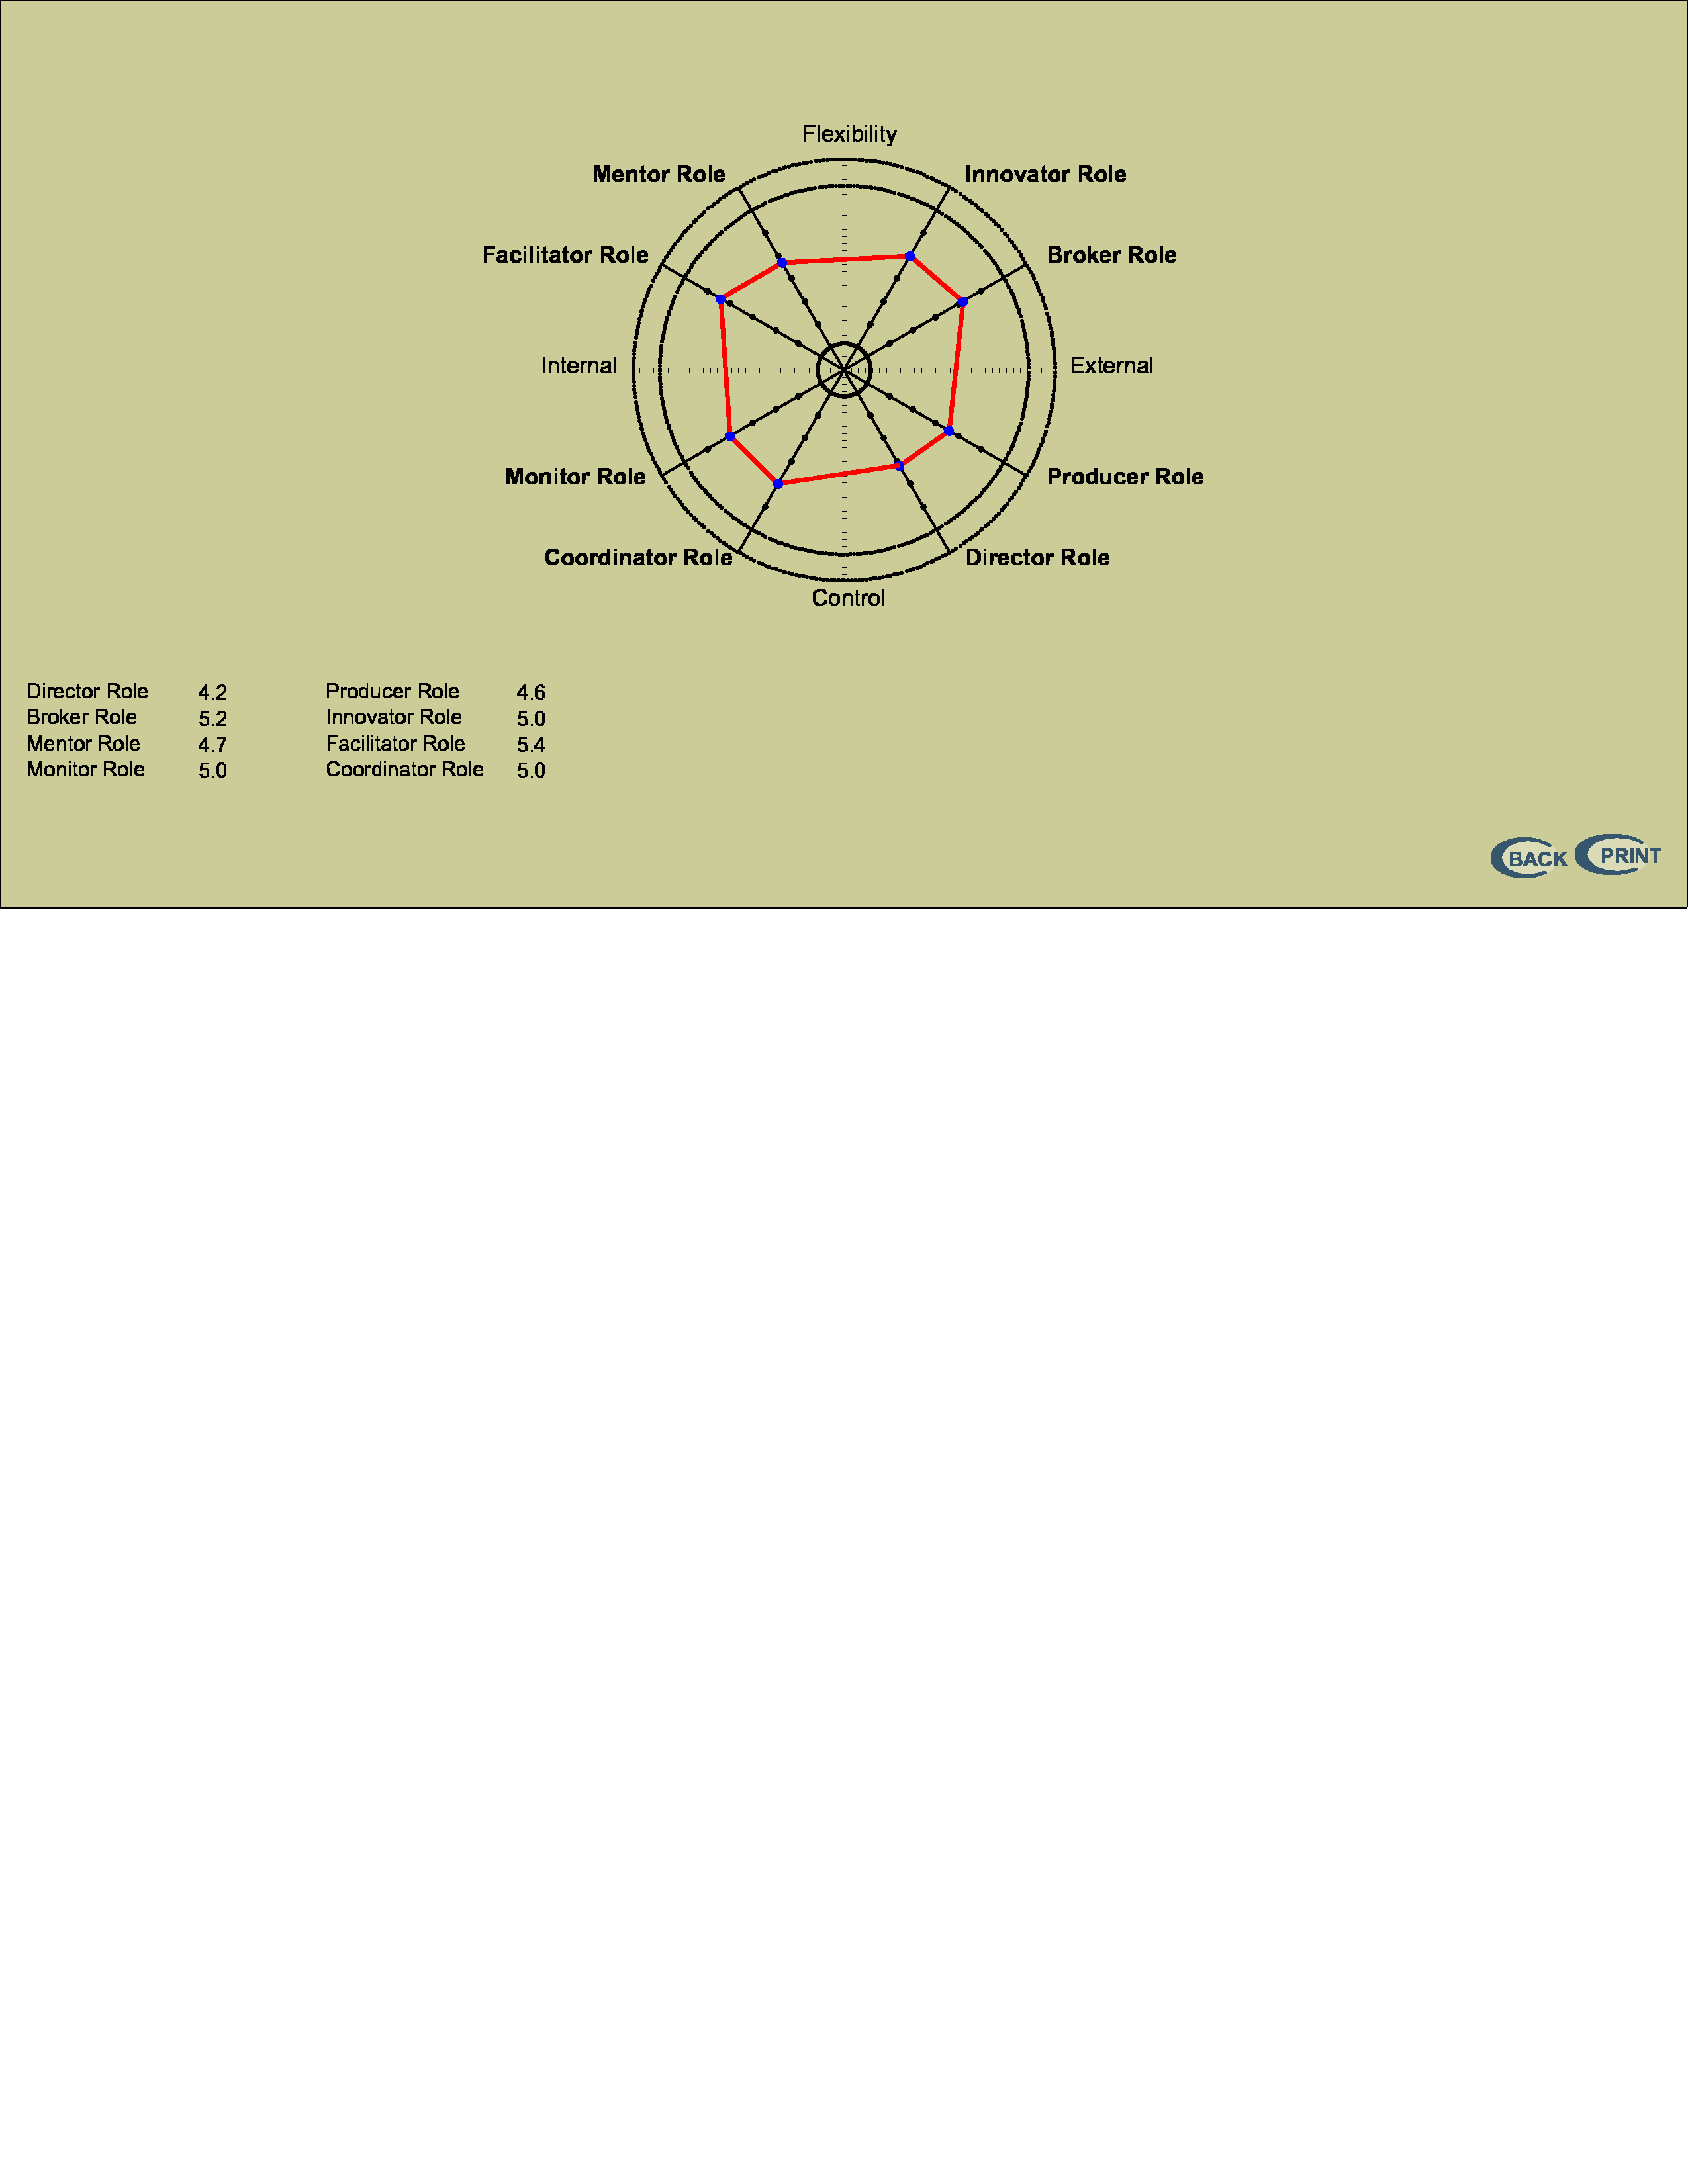 Flexibility
Mentor Role
Innovator Role
Facilitator Role
Broker Role
Internal
External
Monitor Role
Producer Role
Coordinator Role
Director Role
Control
Director Role 4.2 Producer Role 4.6
Broker Role 5.2 Innovator Role 5.0
Mentor Role 4.7 Facilitator Role 5.4
Monitor Role 5.0 Coordinator Role 5.0
BACK PRINT